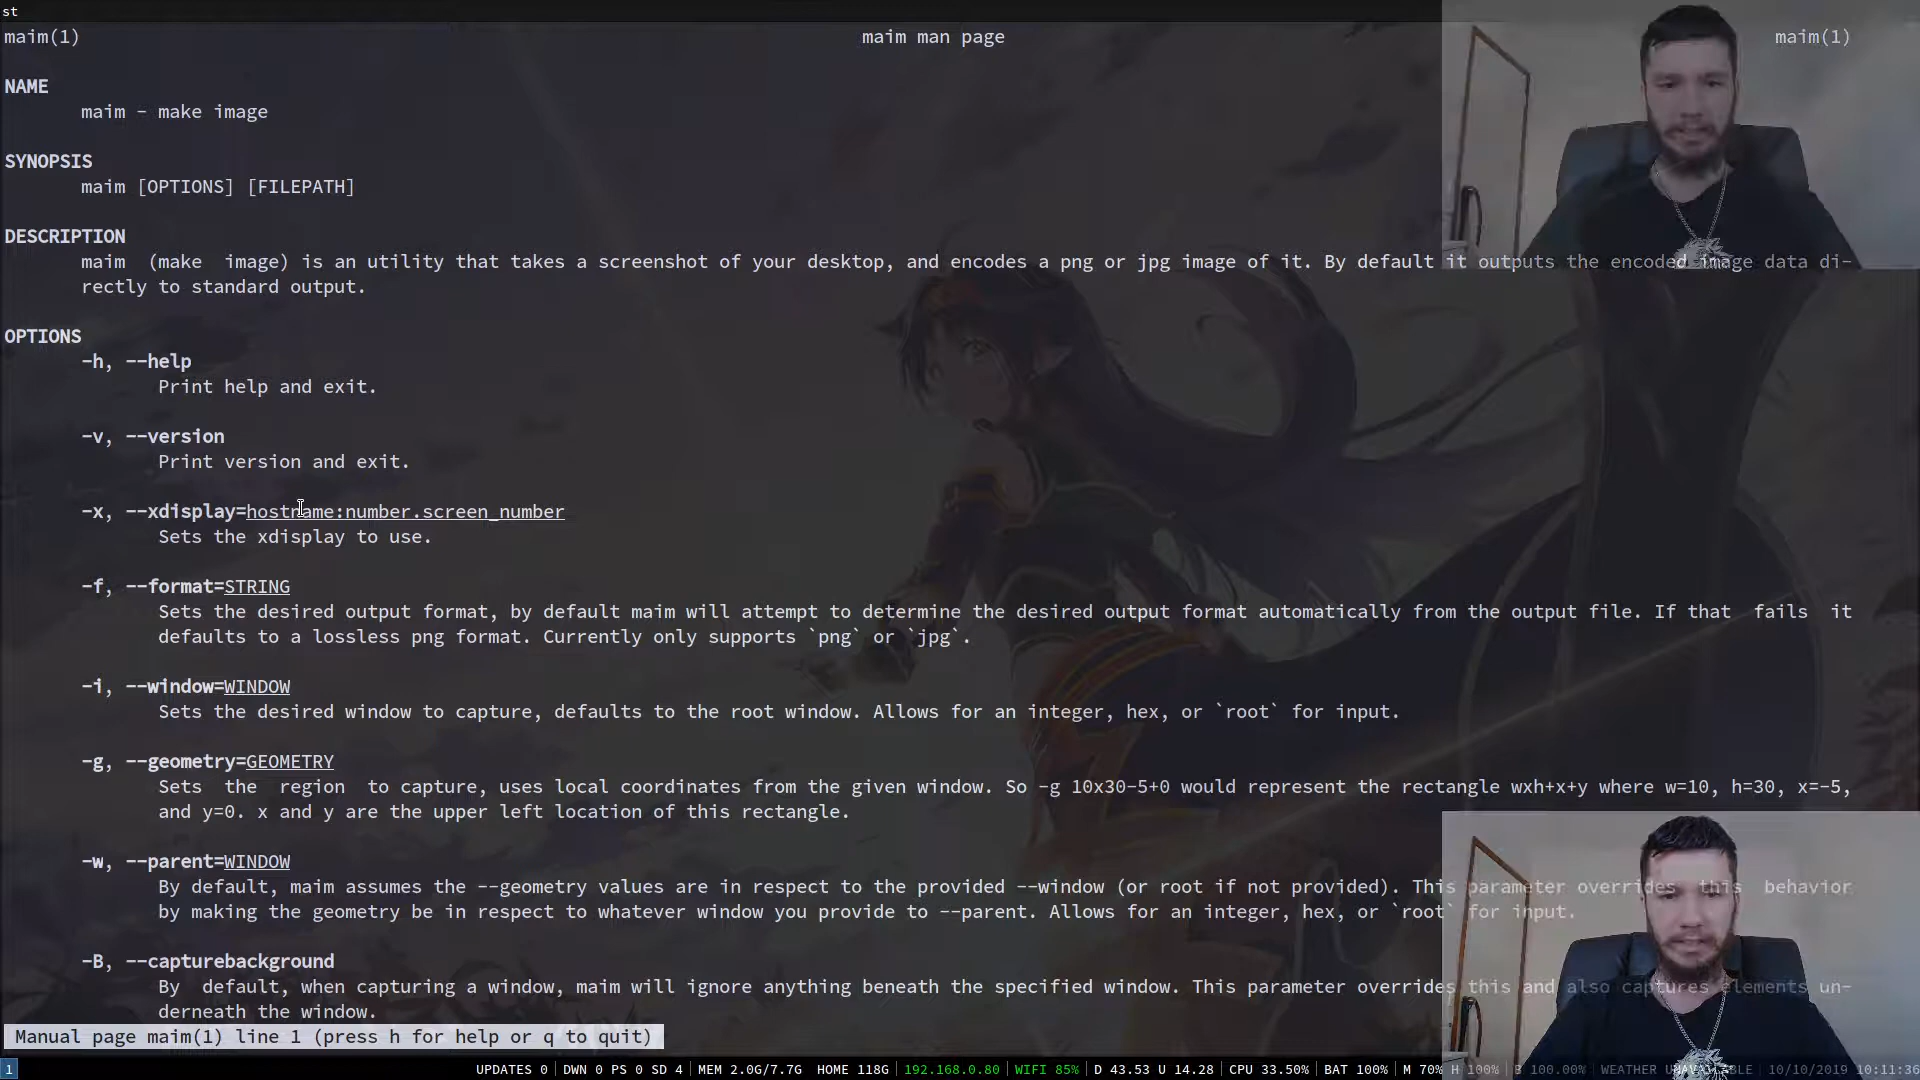 st
maim(1) maim man page maim(1)
NAME
maim - make image
SYNOPSIS
maim [OPTIONS] [FILEPATH]
DESCRIPTION
maim (make image) is an utility that takes a screenshot of your desktop, and encodes a png or jpg image of it. By default it outputs the encoded image data di-
rectly to standard output.
OPTIONS
-h, --help
Print help and exit.
-v, --version
Print version and exit.
-x, --xdisplay=hostname:number.screen_number
Sets the xdisplay to use.
-f, --format=STRING
Sets the desired output format, by default maim will attempt to determine the desired output format automatically from the output file. If that fails it
defaults to a lossless png format. Currently only supports `png` or `jpg`.
-i, --window=WINDOW
Sets the desired window to capture, defaults to the root window. Allows for an integer, hex, or `root` for input.
-g, --geometry=GEOMETRY
Sets the region to capture, uses local coordinates from the given window. So -g 10x30-5+0 would represent the rectangle wxh+x+y where w=10, h=30, x=-5,
and y=0. x and y are the upper left location of this rectangle.
-w, --parent=WINDOW
By default, maim assumes the --geometry values are in respect to the provided --window (or root if not provided). This parameter overrides this behavior
by making the geometry be in respect to whatever window you provide to --parent. Allows for an integer, hex, or `root` for input.
-B, --capturebackground
By default, when capturing a window, maim will ignore anything beneath the specified window. This parameter overrides this and also captures elements un-
derneath the window.
Manual page maim(1) line 1 (press h for help or q to quit)
1 UPDATES 0 DWN 0 PS 0 SD 4 MEM 2.0G/7.7G HOME 118G 192.168.0.80 WIFI 85% D 43.53 U 14.28 CPU 33.50% BAT 100% M 70% H 100% B 100.00% WEATHER UNAVAILABLE 10/10/2019 10:11:36